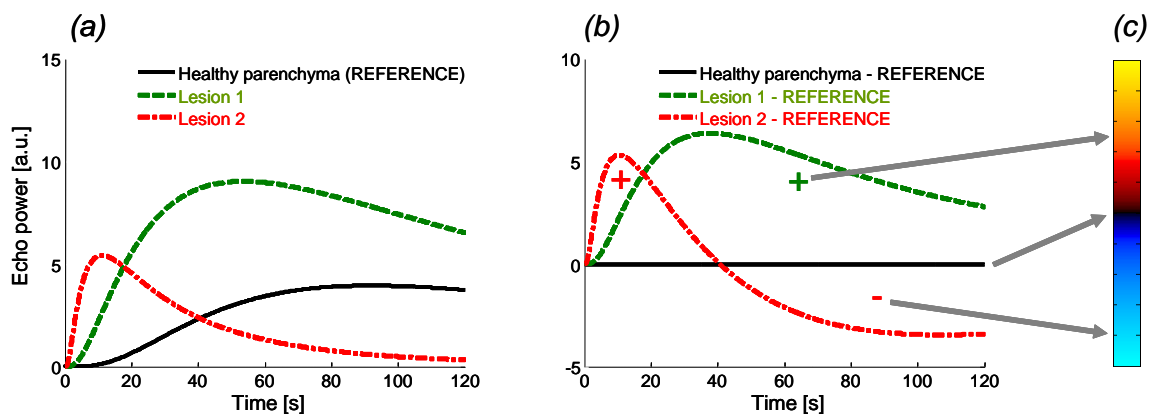 (a)
Echo power [a.u.]
15
10
5
0
Healthy parenchyma (REFERENCE)
Lesion 1
Lesion 2
0 20 40 60 80 100 120
Time [s]
(b)
10
5
0
-5
Healthy parenchyma - REFERENCE
Lesion 1 - REFERENCE
Lesion 2 - REFERENCE
+
+
-
0 20 40 60 80 100 120
Time [s]
(c)